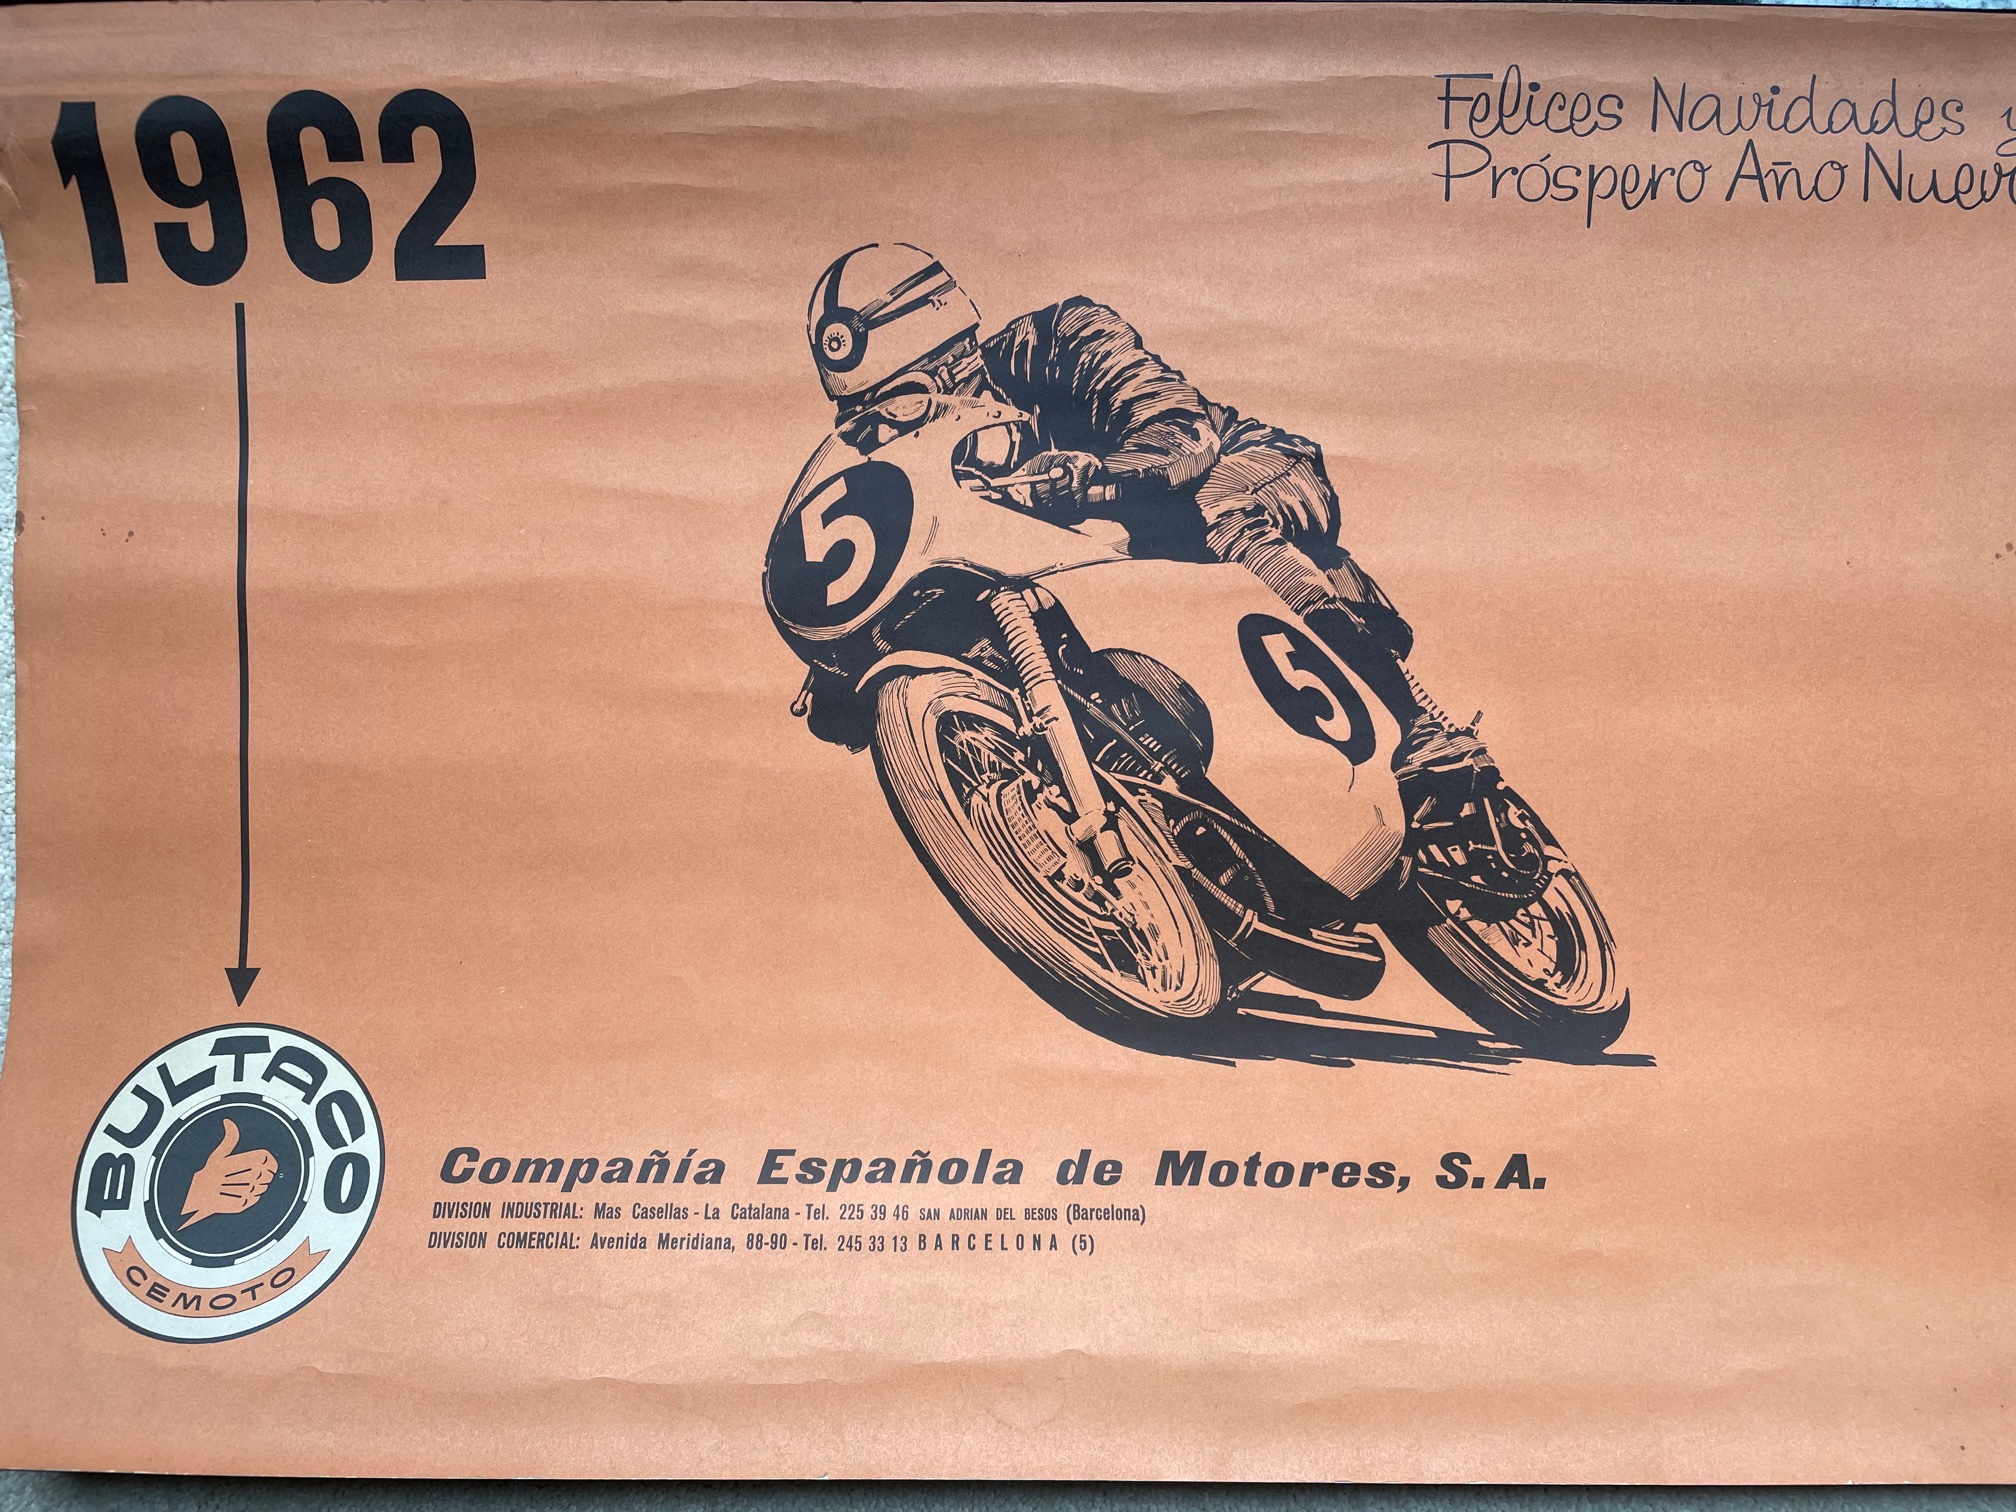 1962
Felices Navidades y
Próspero Año Nuev
5
5
BULTACO
CEMOTO
Compañía Española de Motores, S.A.
DIVISION INDUSTRIAL: Mas Casellas - La Catalana - Tel. 225 39 46 SAN ADRIAN DEL BESOS (Barcelona)
DIVISION COMERCIAL: Avenida Meridiana, 88-90 - Tel. 245 33 13 BARCELONA (5)